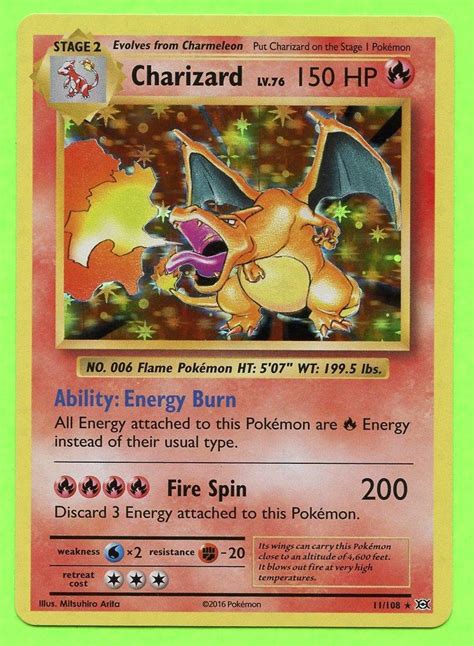 STAGE 2 Evolves from Charmeleon Put Charizard on the Stage 1 Pokémon
Charizard LV.76 150 HP
NO. 006 Flame Pokémon HT: 5'07" WT: 199.5 lbs.
Ability: Energy Burn
All Energy attached to this Pokémon are Energy
instead of their usual type.
Fire Spin 200
Discard 3 Energy attached to this Pokémon.
weakness ×2 resistance -20
retreat
cost
Its wings can carry this Pokémon
close to an altitude of 4,600 feet.
It blows out fire at very high
temperatures.
Illus. Mitsuhiro Arita ©2016 Pokémon 11/108 ★